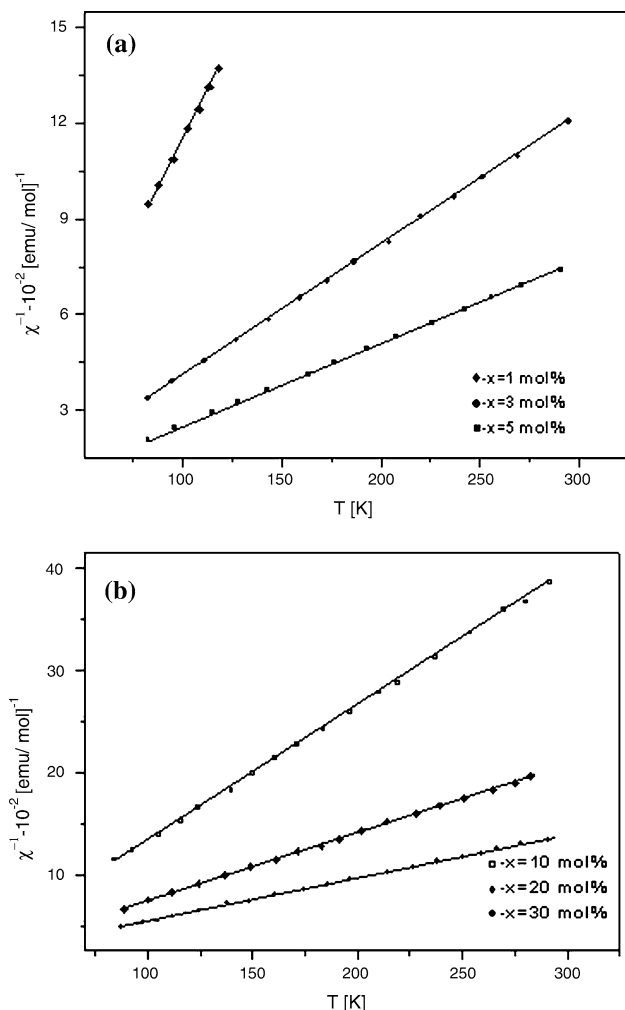 (a)
15
12
9
6
3
χ⁻¹·10⁻² [emu/ mol]⁻¹
◆-x=1 mol%
●-x=3 mol%
■-x=5 mol%
100 150 200 250 300
T [K]
(b)
40
30
20
10
χ⁻¹·10⁻² [emu/ mol]⁻¹
-x=10 mol%
-x=20 mol%
-x=30 mol%
100 150 200 250 300
T [K]